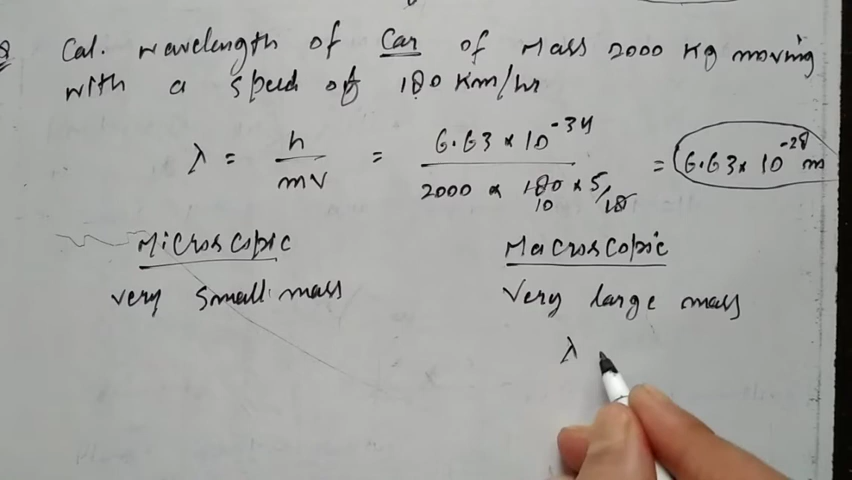 Q Cal. wavelength of Car of Mass 2000 Kg moving
with a speed of 180 Km/hr
λ = h/mv = 6.63 × 10^-34 / 2000 × 180 × 5/18 = 6.63 × 10^-28 m
10
Microscopic Macroscopic
very small mass Very large mass
λ